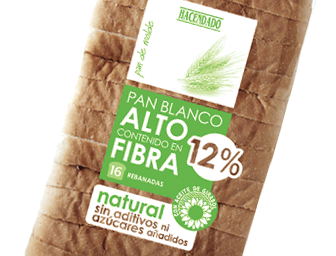 HACENDADO
pan de molde
PAN BLANCO
ALTO
CONTENIDO EN
FIBRA
12%
16 REBANADAS
natural
sin aditivos ni
azúcares añadidos
CON ACEITE DE GIRASOL